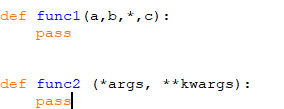 def func1(a,b,*,c):
    pass
def func2 (*args, **kwargs):
    pass